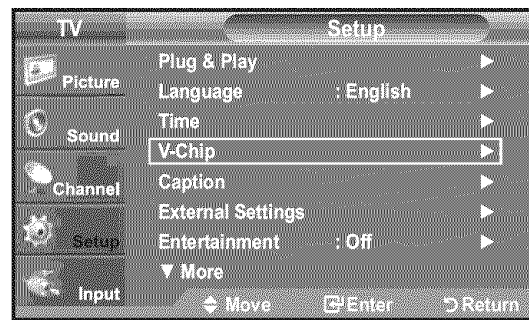 TV
Setup
Picture
Sound
Channel
Setup
Input
Plug & Play
Language : English
Time
V-Chip
Caption
External Settings
Entertainment : Off
▼ More
Move Enter Return